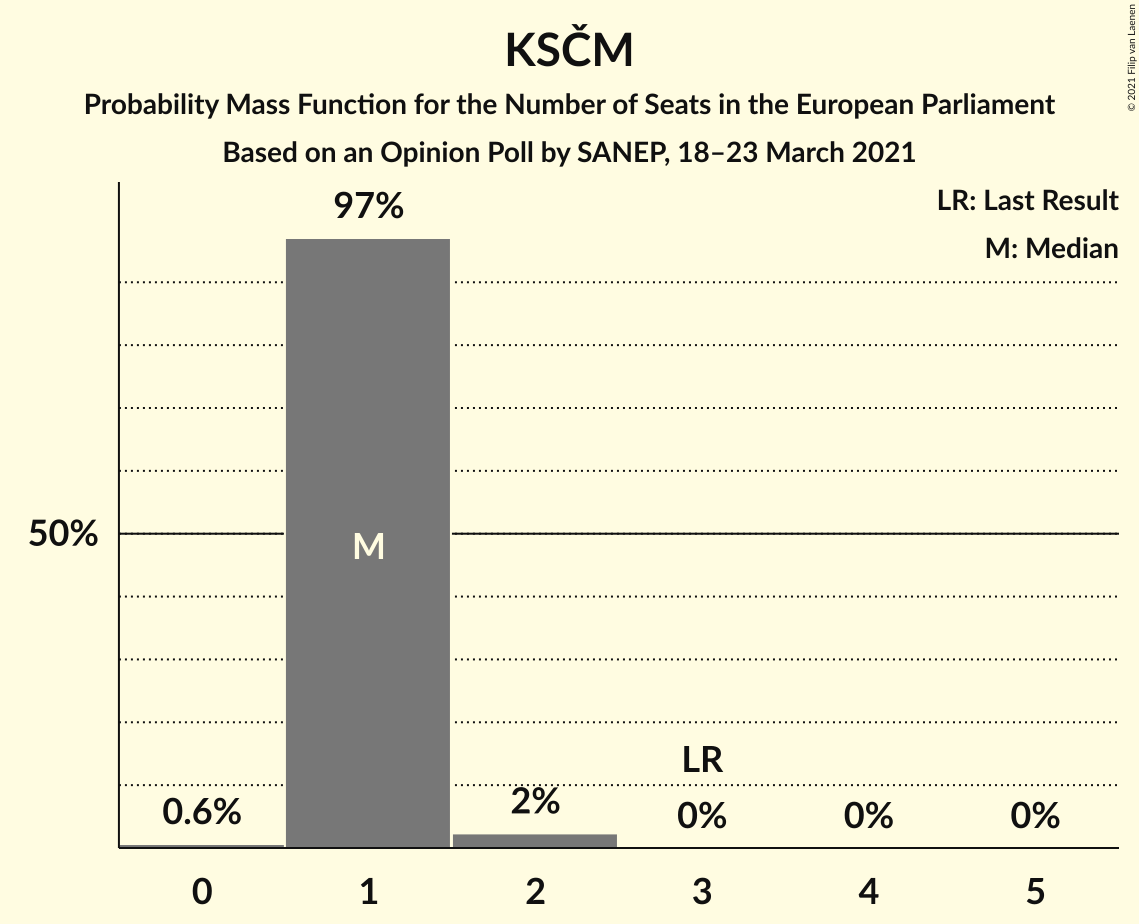 KSČM
Probability Mass Function for the Number of Seats in the European Parliament
Based on an Opinion Poll by SANEP, 18–23 March 2021
© 2021 Filip van Laenen
LR: Last Result
M: Median
97%
50%
M
LR
0.6%
2%
0%
0%
0%
0 1 2 3 4 5